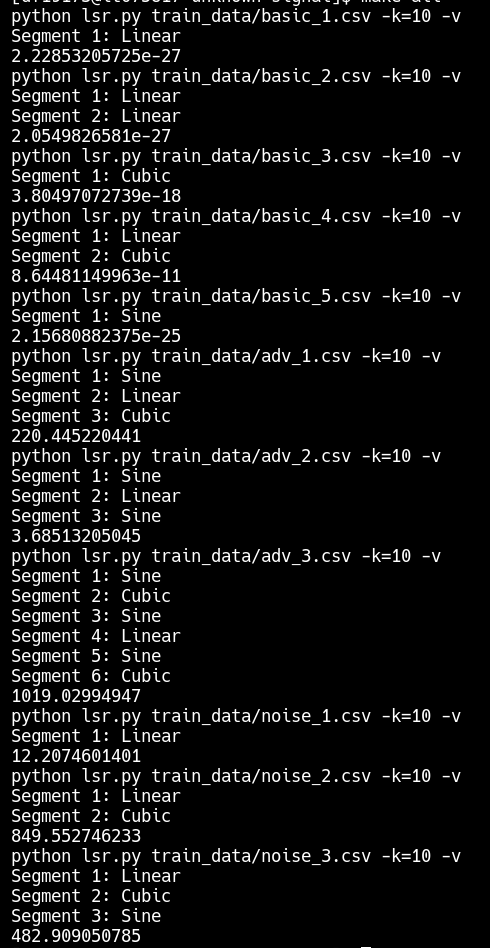 python lsr.py train_data/basic_1.csv -k=10 -v
Segment 1: Linear
2.22853205725e-27
python lsr.py train_data/basic_2.csv -k=10 -v
Segment 1: Linear
Segment 2: Linear
2.0549826581e-27
python lsr.py train_data/basic_3.csv -k=10 -v
Segment 1: Cubic
3.80497072739e-18
python lsr.py train_data/basic_4.csv -k=10 -v
Segment 1: Linear
Segment 2: Cubic
8.64481149963e-11
python lsr.py train_data/basic_5.csv -k=10 -v
Segment 1: Sine
2.15680882375e-25
python lsr.py train_data/adv_1.csv -k=10 -v
Segment 1: Sine
Segment 2: Linear
Segment 3: Cubic
220.445220441
python lsr.py train_data/adv_2.csv -k=10 -v
Segment 1: Sine
Segment 2: Linear
Segment 3: Sine
3.68513205045
python lsr.py train_data/adv_3.csv -k=10 -v
Segment 1: Sine
Segment 2: Cubic
Segment 3: Sine
Segment 4: Linear
Segment 5: Sine
Segment 6: Cubic
1019.02994947
python lsr.py train_data/noise_1.csv -k=10 -v
Segment 1: Linear
12.2074601401
python lsr.py train_data/noise_2.csv -k=10 -v
Segment 1: Linear
Segment 2: Cubic
849.552746233
python lsr.py train_data/noise_3.csv -k=10 -v
Segment 1: Linear
Segment 2: Cubic
Segment 3: Sine
482.909050785